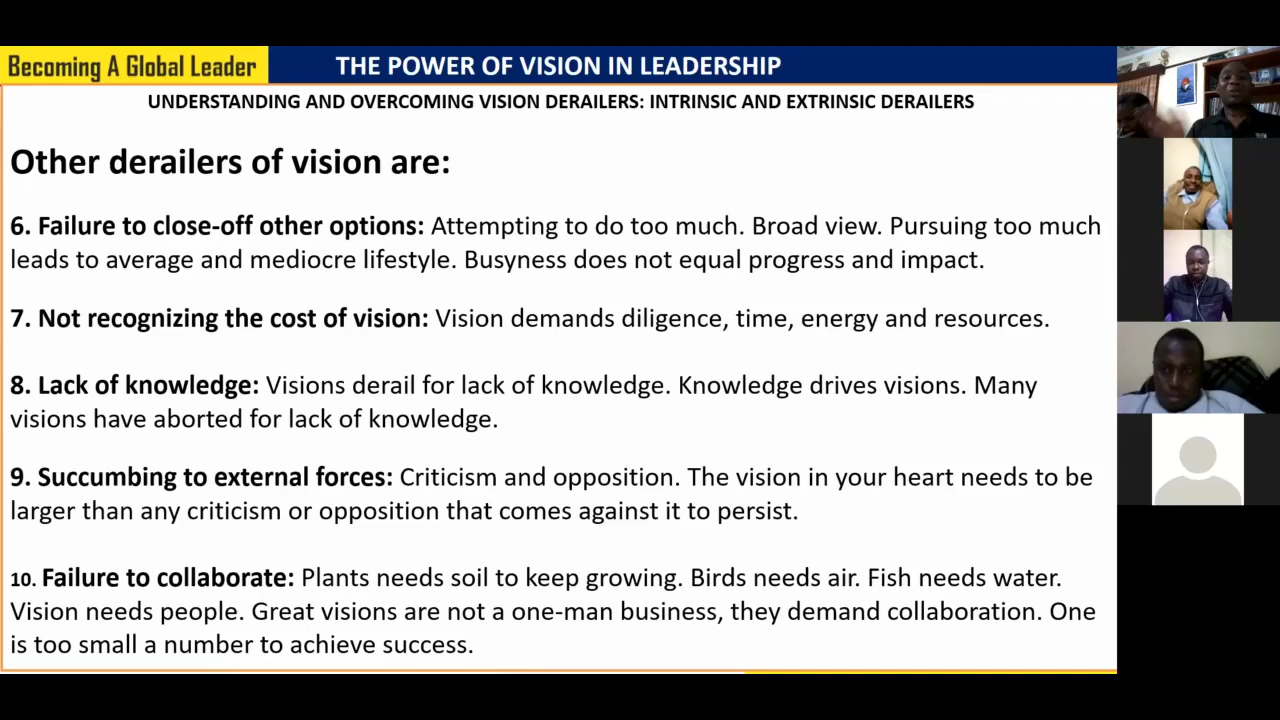 Becoming A Global Leader
THE POWER OF VISION IN LEADERSHIP
UNDERSTANDING AND OVERCOMING VISION DERAILERS: INTRINSIC AND EXTRINSIC DERAILERS
Other derailers of vision are:
6. Failure to close-off other options: Attempting to do too much. Broad view. Pursuing too much
leads to average and mediocre lifestyle. Busyness does not equal progress and impact.
7. Not recognizing the cost of vision: Vision demands diligence, time, energy and resources.
8. Lack of knowledge: Visions derail for lack of knowledge. Knowledge drives visions. Many
visions have aborted for lack of knowledge.
9. Succumbing to external forces: Criticism and opposition. The vision in your heart needs to be
larger than any criticism or opposition that comes against it to persist.
10. Failure to collaborate: Plants needs soil to keep growing. Birds needs air. Fish needs water.
Vision needs people. Great visions are not a one-man business, they demand collaboration. One
is too small a number to achieve success.